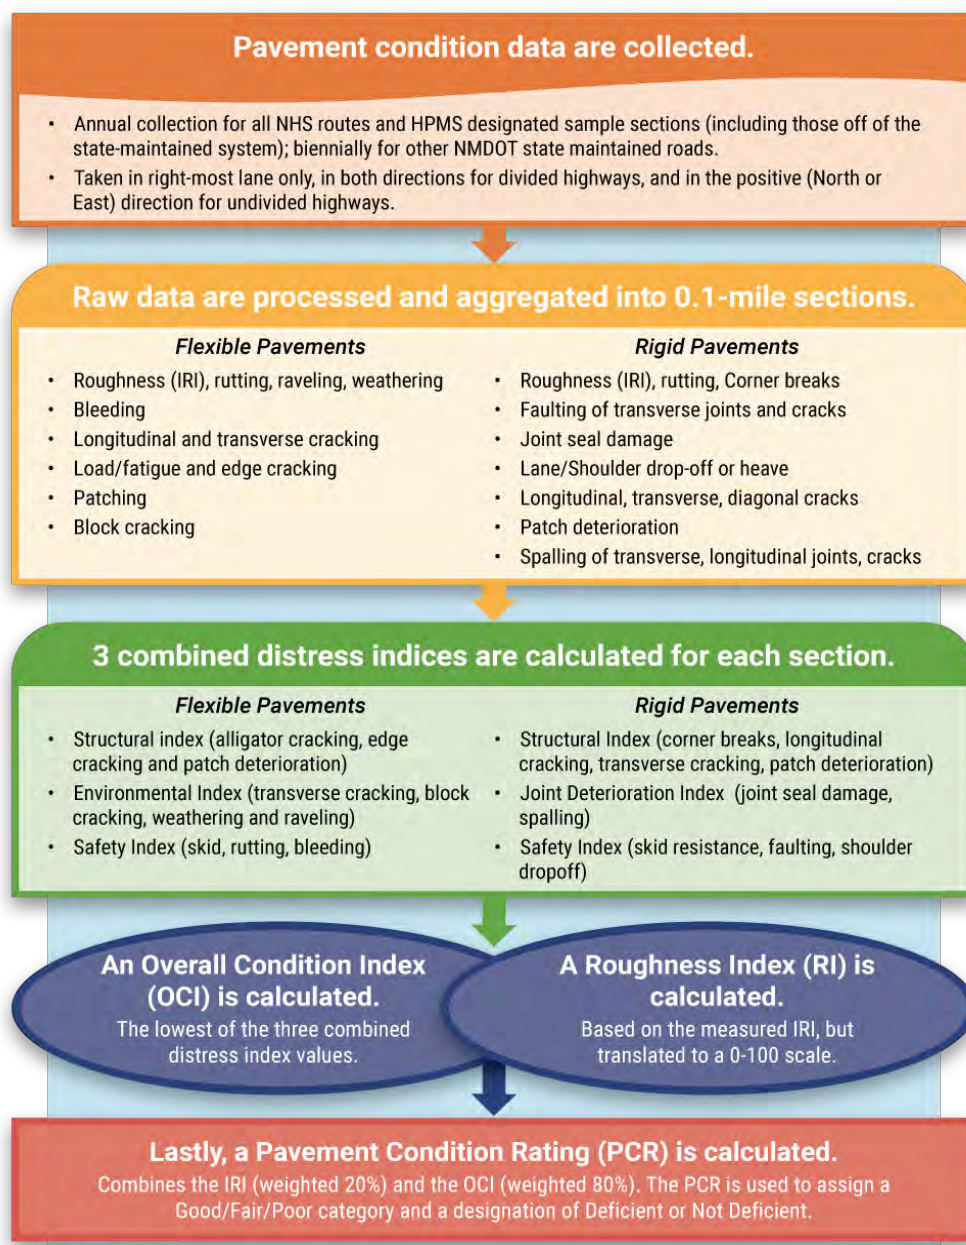 Pavement condition data are collected.
• Annual collection for all NHS routes and HPMS designated sample sections (including those off of the
state-maintained system); biennially for other NMDOT state maintained roads.
• Taken in right-most lane only, in both directions for divided highways, and in the positive (North or
East) direction for undivided highways.
Raw data are processed and aggregated into 0.1-mile sections.
Flexible Pavements
• Roughness (IRI), rutting, raveling, weathering
• Bleeding
• Longitudinal and transverse cracking
• Load/fatigue and edge cracking
• Patching
• Block cracking
Rigid Pavements
• Roughness (IRI), rutting, Corner breaks
• Faulting of transverse joints and cracks
• Joint seal damage
• Lane/Shoulder drop-off or heave
• Longitudinal, transverse, diagonal cracks
• Patch deterioration
• Spalling of transverse, longitudinal joints, cracks
3 combined distress indices are calculated for each section.
Flexible Pavements
• Structural index (alligator cracking, edge
cracking and patch deterioration)
• Environmental Index (transverse cracking, block
cracking, weathering and raveling)
• Safety Index (skid, rutting, bleeding)
Rigid Pavements
• Structural Index (corner breaks, longitudinal
cracking, transverse cracking, patch deterioration)
• Joint Deterioration Index (joint seal damage,
spalling)
• Safety Index (skid resistance, faulting, shoulder
dropoff)
An Overall Condition Index
(OCI) is calculated.
The lowest of the three combined
distress index values.
A Roughness Index (RI) is
calculated.
Based on the measured IRI, but
translated to a 0-100 scale.
Lastly, a Pavement Condition Rating (PCR) is calculated.
Combines the IRI (weighted 20%) and the OCI (weighted 80%). The PCR is used to assign a
Good/Fair/Poor category and a designation of Deficient or Not Deficient.